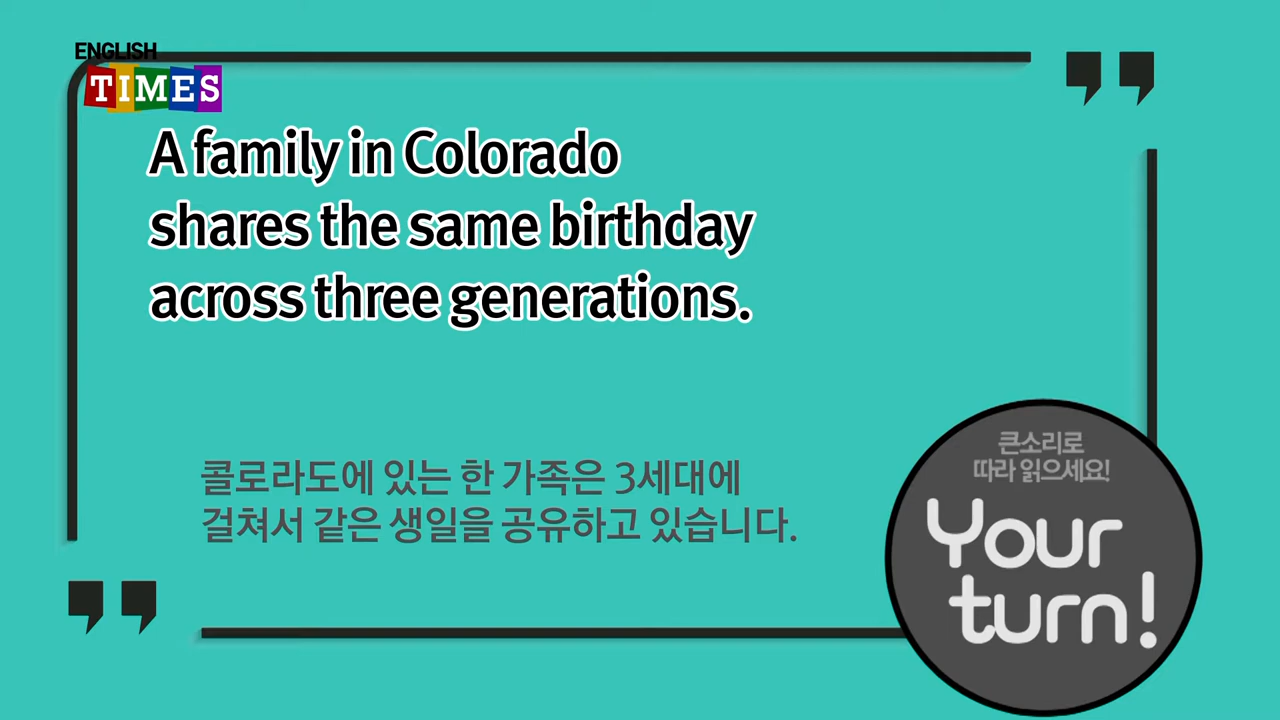 ENGLISH
TIMES
A family in Colorado
shares the same birthday
across three generations.
콜로라도에 있는 한 가족은 3세대에
걸쳐서 같은 생일을 공유하고 있습니다.
큰소리로
따라 읽으세요!
Your
turn!